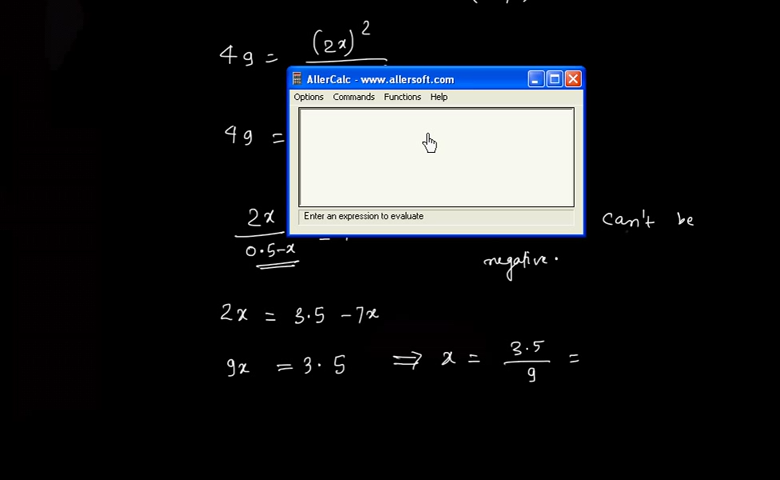 4g = (2x)²
AllerCalc - www.allersoft.com
Options Commands Functions Help
4g =
Enter an expression to evaluate
2x / 0.5-x =
can't be
negative.
2x = 3.5 - 7x
9x = 3.5 ⟹ x = 3.5 / 9 =